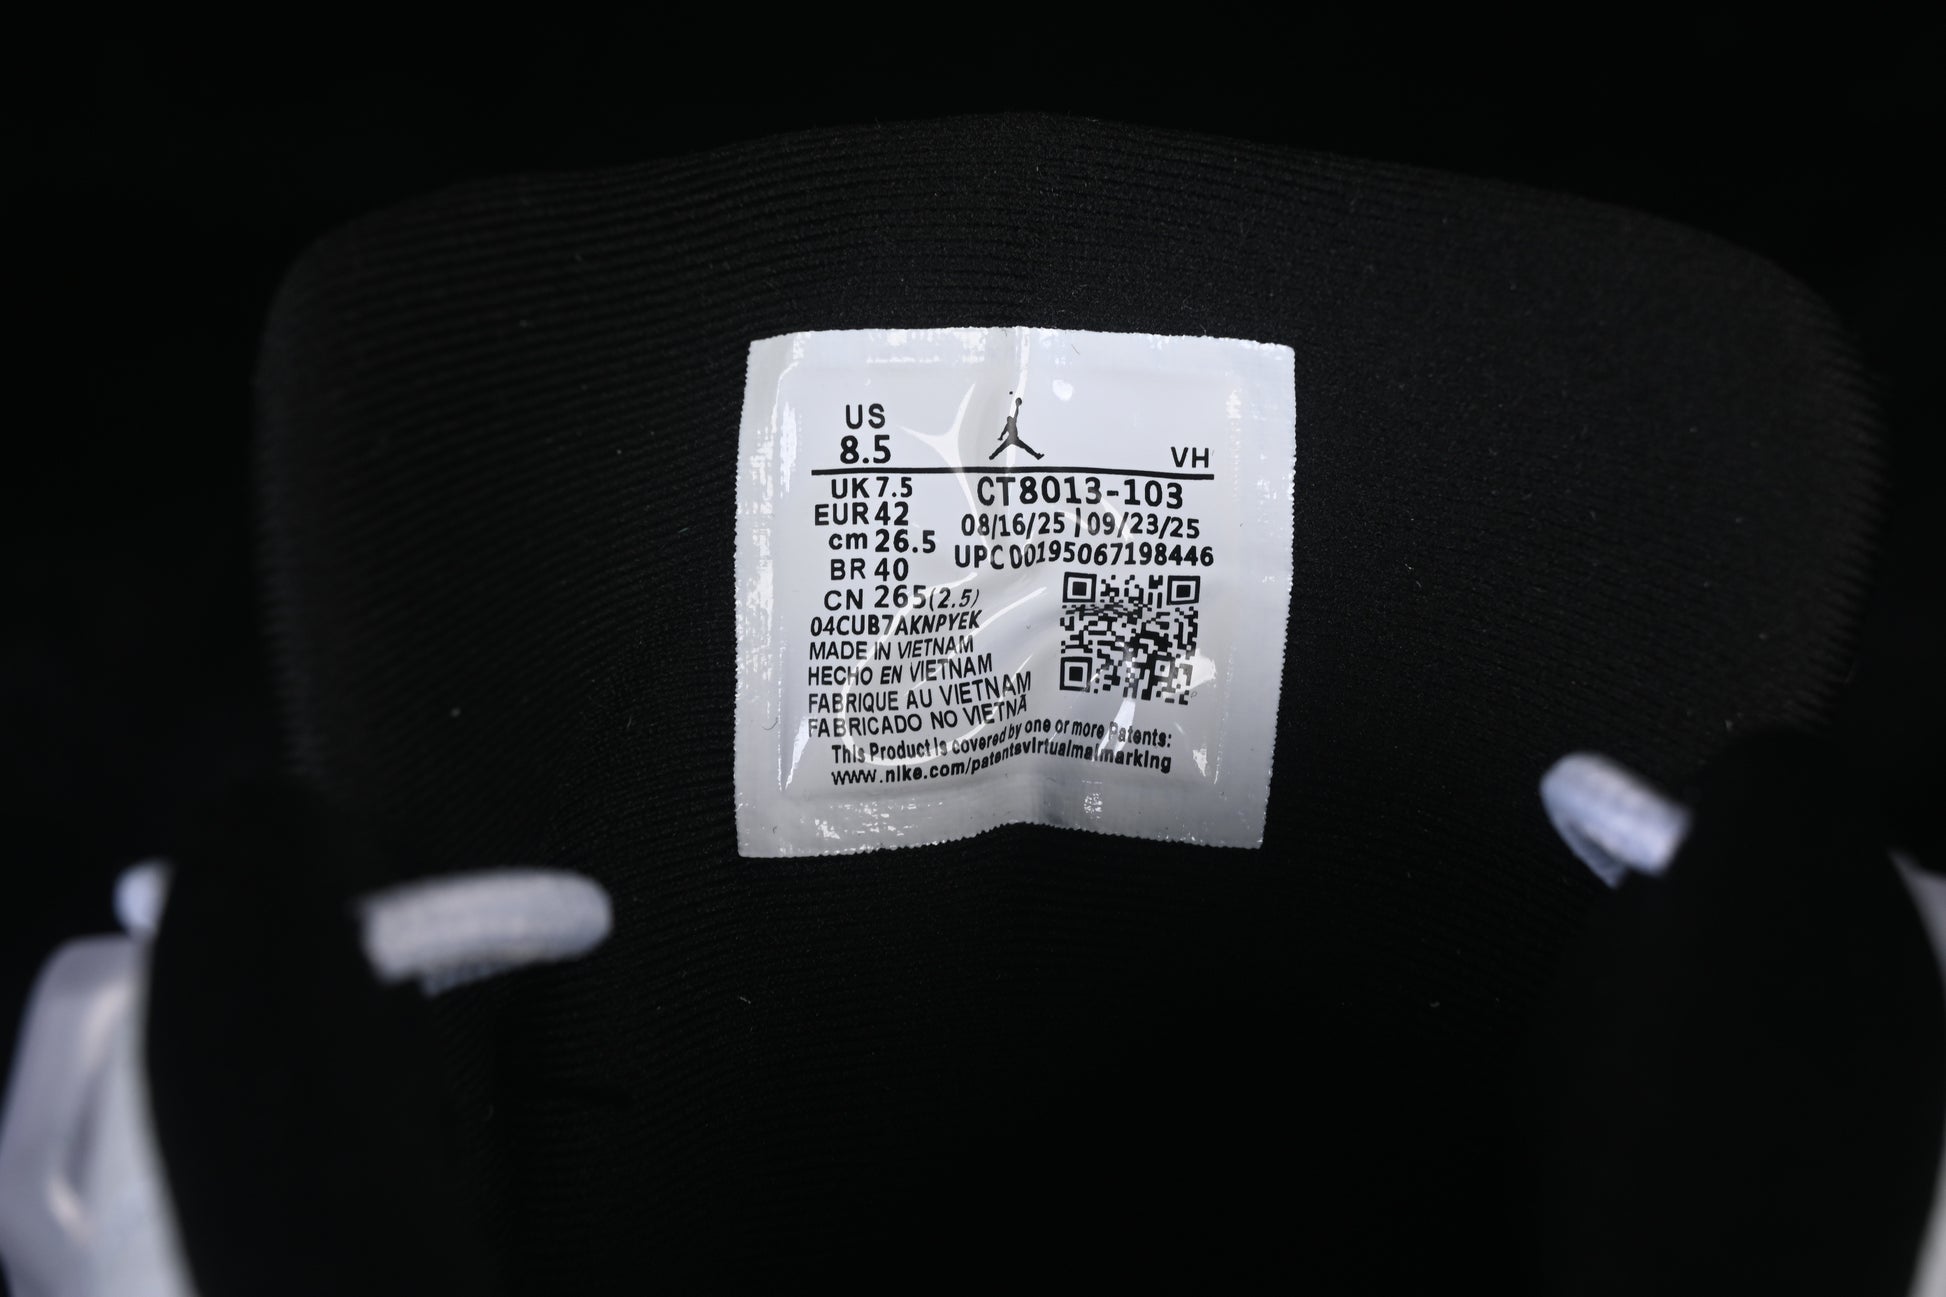 US
8.5
VH
UK 7.5
EUR 42
cm 26.5
BR 40
CN 265(2.5)
CT8013-103
08/16/25 | 09/23/25
UPC 00195067198446
04CUB7AKNPYEK
MADE IN VIETNAM
HECHO EN VIETNAM
FABRIQUE AU VIETNAM
FABRICADO NO VIETNÃ
This Product is covered by one or more Patents:
www.nike.com/patentsvirtualmalmarking